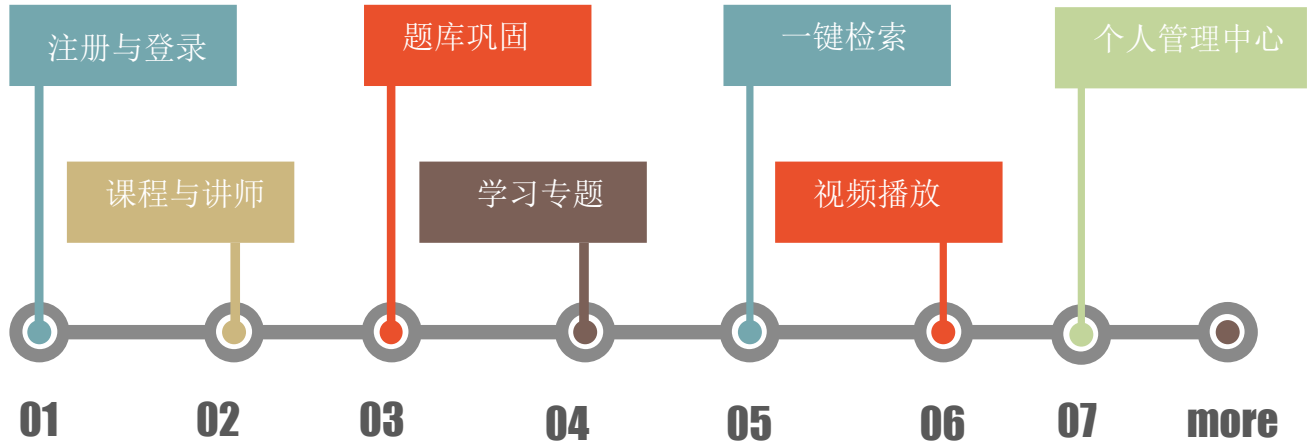 注册与登录
题库巩固
一键检索
个人管理中心
课程与讲师
学习专题
视频播放
01
02
03
04
05
06
07
more